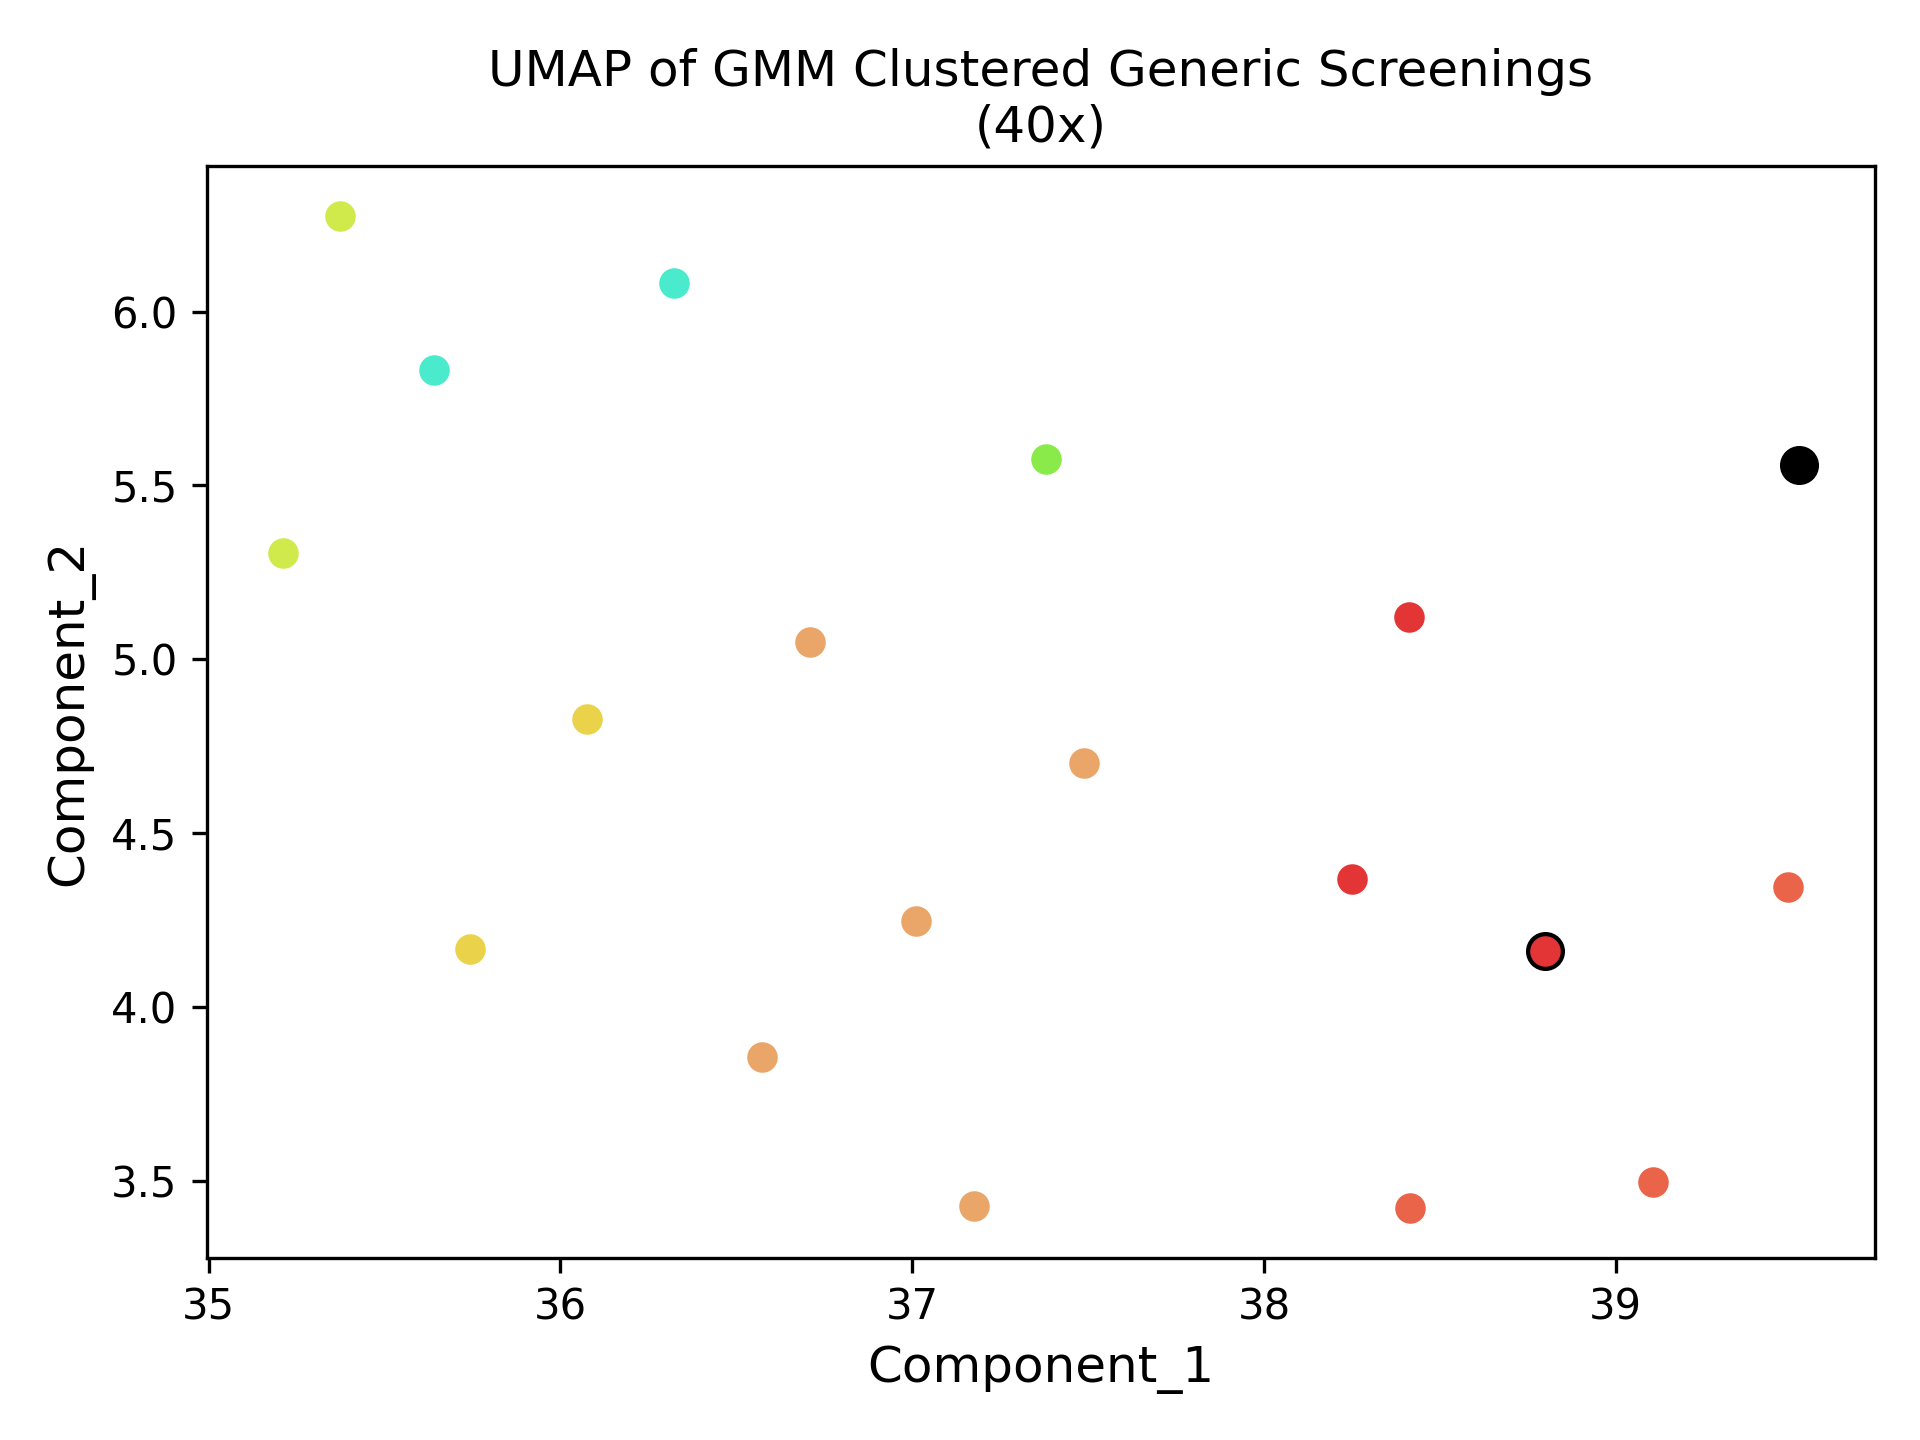 UMAP of GMM Clustered Generic Screenings
(40x)
6.0
5.5
5.0
4.5
4.0
3.5
Component_2
35 36 37 38 39
Component_1